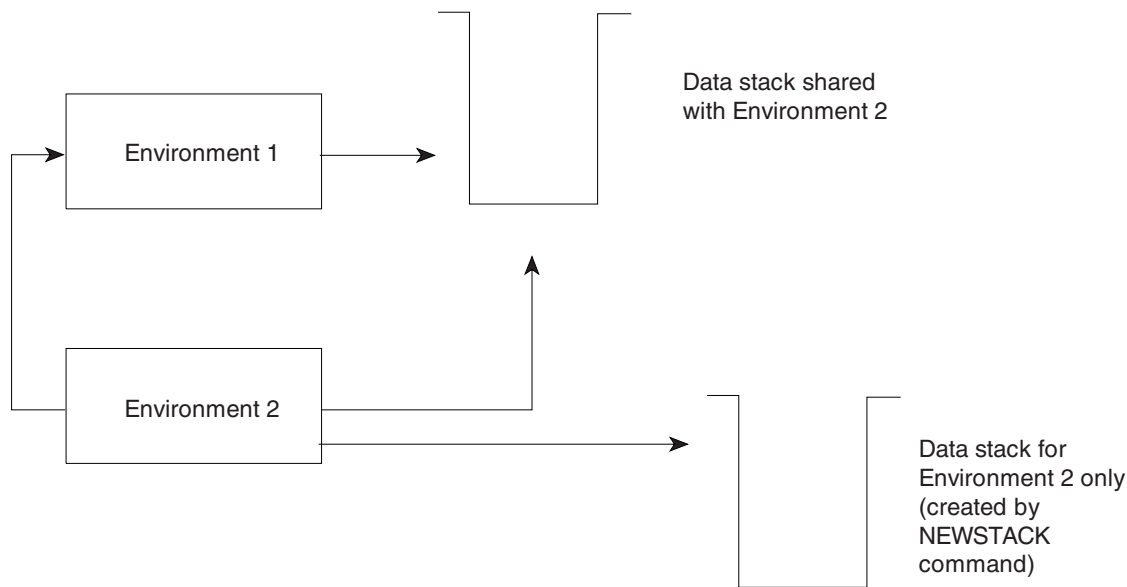 Data stack shared
with Environment 2
Environment 1
Environment 2
Data stack for
Environment 2 only
(created by
NEWSTACK
command)